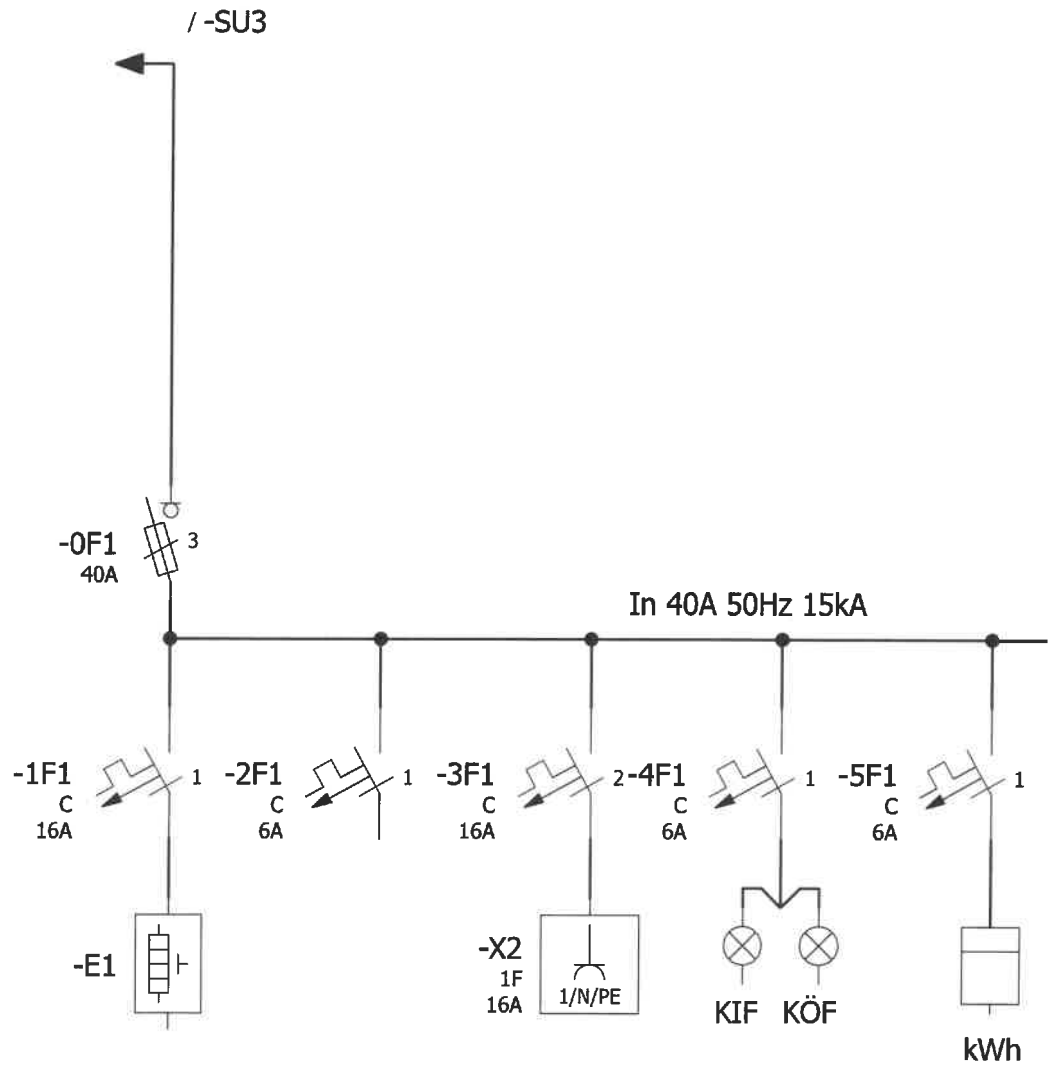 / -SU3
-0F1
3
40A
In 40A 50Hz 15kA
-1F1
C
16A
1
-2F1
C
6A
1
-3F1
C
16A
2
-4F1
C
6A
1
-5F1
C
6A
1
-E1
-X2
1F
16A
1/N/PE
KIF
KÖF
kWh